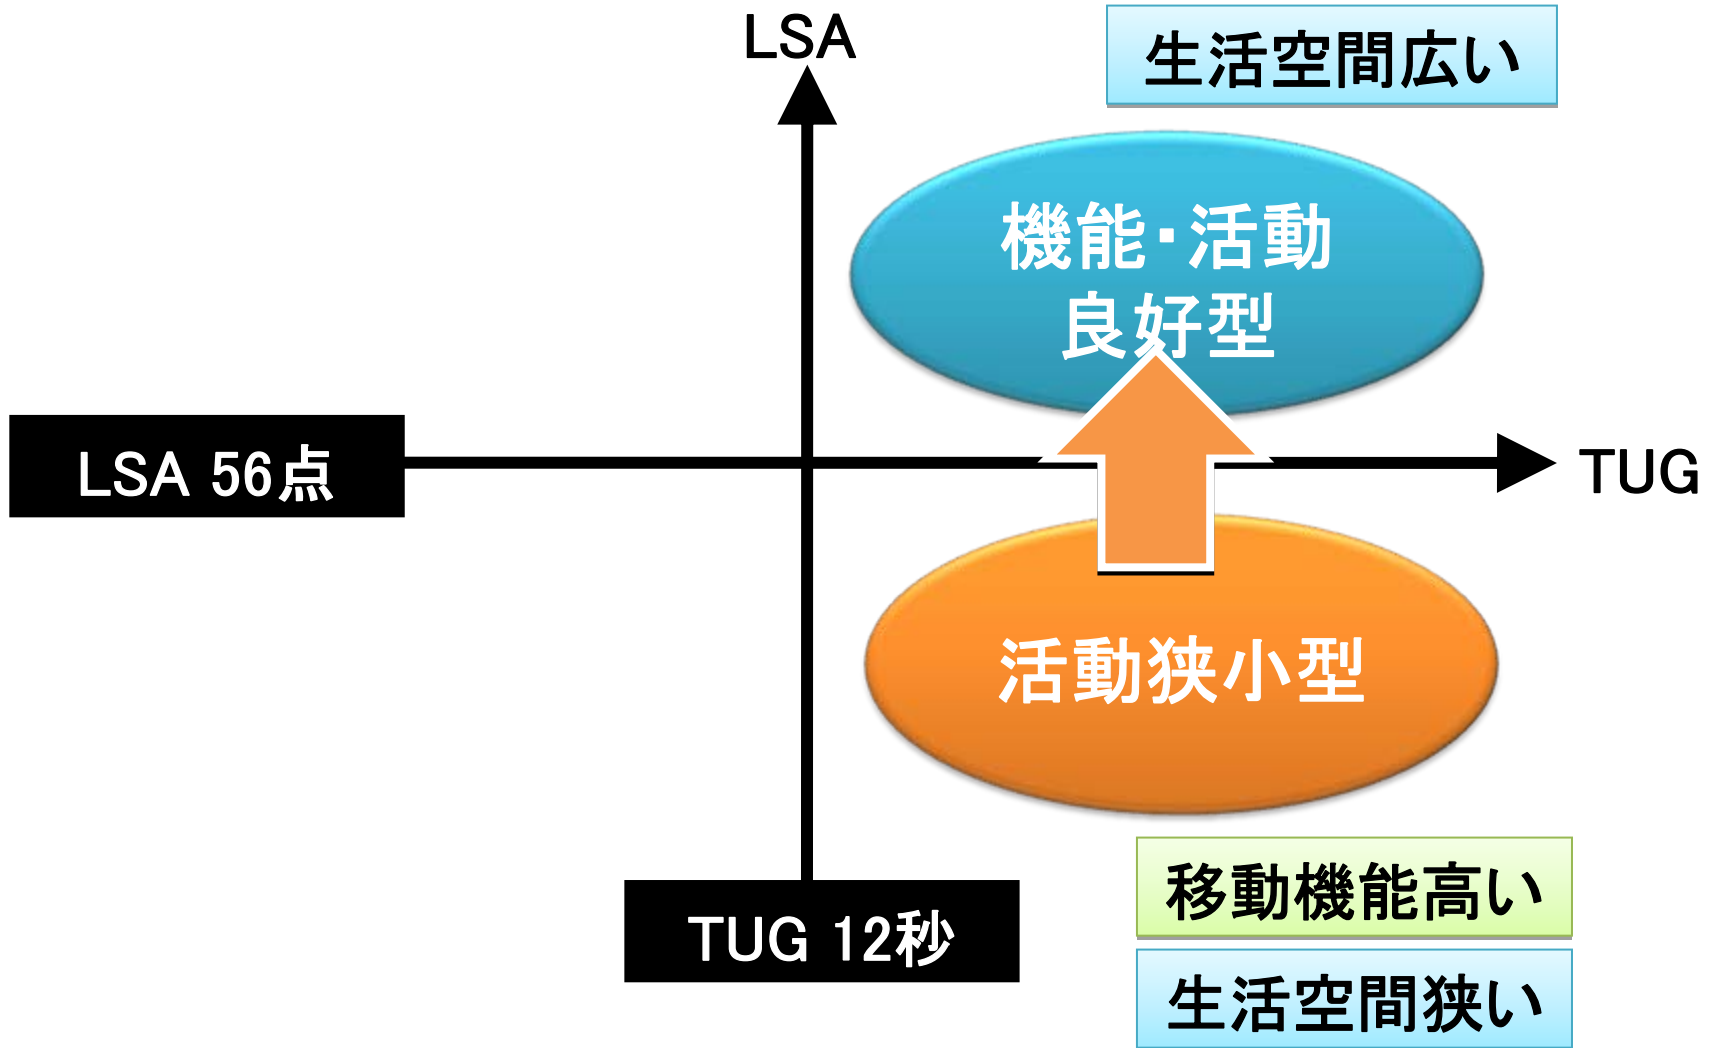 LSA
生活空間広い
機能・活動
良好型
LSA 56点
TUG
活動狭小型
移動機能高い
TUG 12秒
生活空間狭い